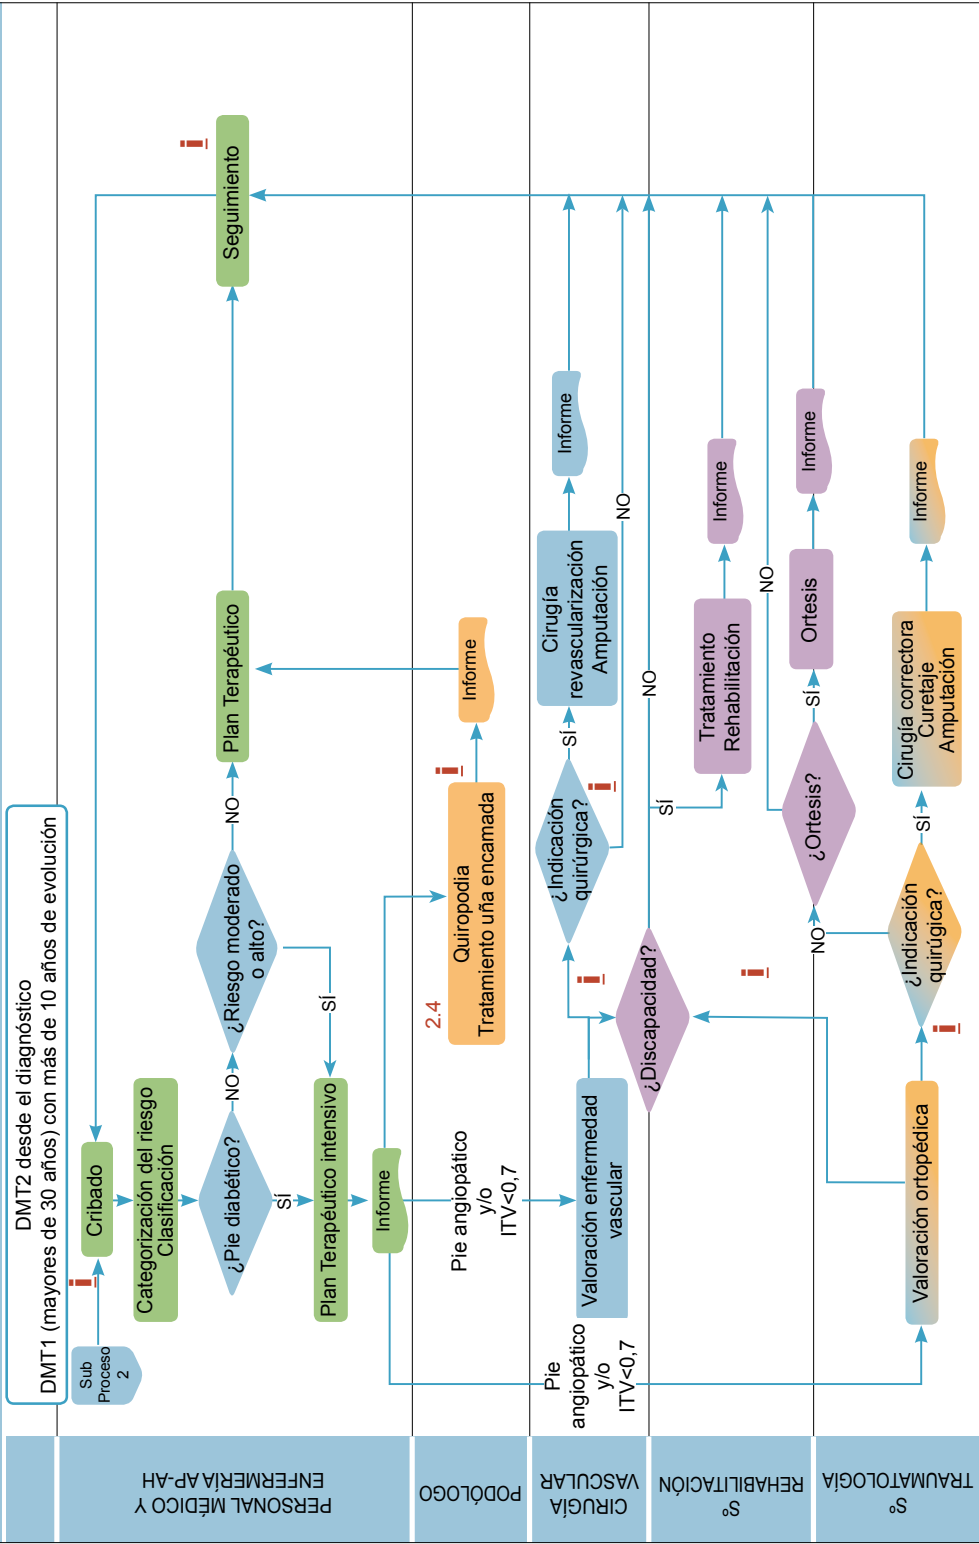 DMT2 desde el diagnóstico
DMT1 (mayores de 30 años) con más de 10 años de evolución
PERSONAL MÉDICO Y
ENFERMERÍA AP-AH
Sub
Proceso
2
Cribado
Categorización del riesgo
Clasificación
¿Pie diabético?
NO
SÍ
¿Riesgo moderado
o alto?
NO
SÍ
Plan Terapéutico
Seguimiento
Plan Terapéutico intensivo
Informe
PODÓLOGO
2.4
Quiropodia
Tratamiento uña encamada
Informe
Pie angiopático
y/o
ITV<0,7
CIRUGÍA
VASCULAR
Valoración enfermedad
vascular
¿Indicación
quirúrgica?
SÍ
NO
Cirugía
revascularización
Amputación
Informe
Pie
angiopático
y/o
ITV<0,7
Sº
REHABILITACIÓN
¿Discapacidad?
NO
SÍ
Tratamiento
Rehabilitación
Informe
¿Ortesis?
NO
SÍ
Ortesis
Informe
Sº
TRAUMATOLOGÍA
Valoración ortopédica
¿Indicación
quirúgica?
NO
SÍ
Cirugía correctora
Curetaje
Amputación
Informe